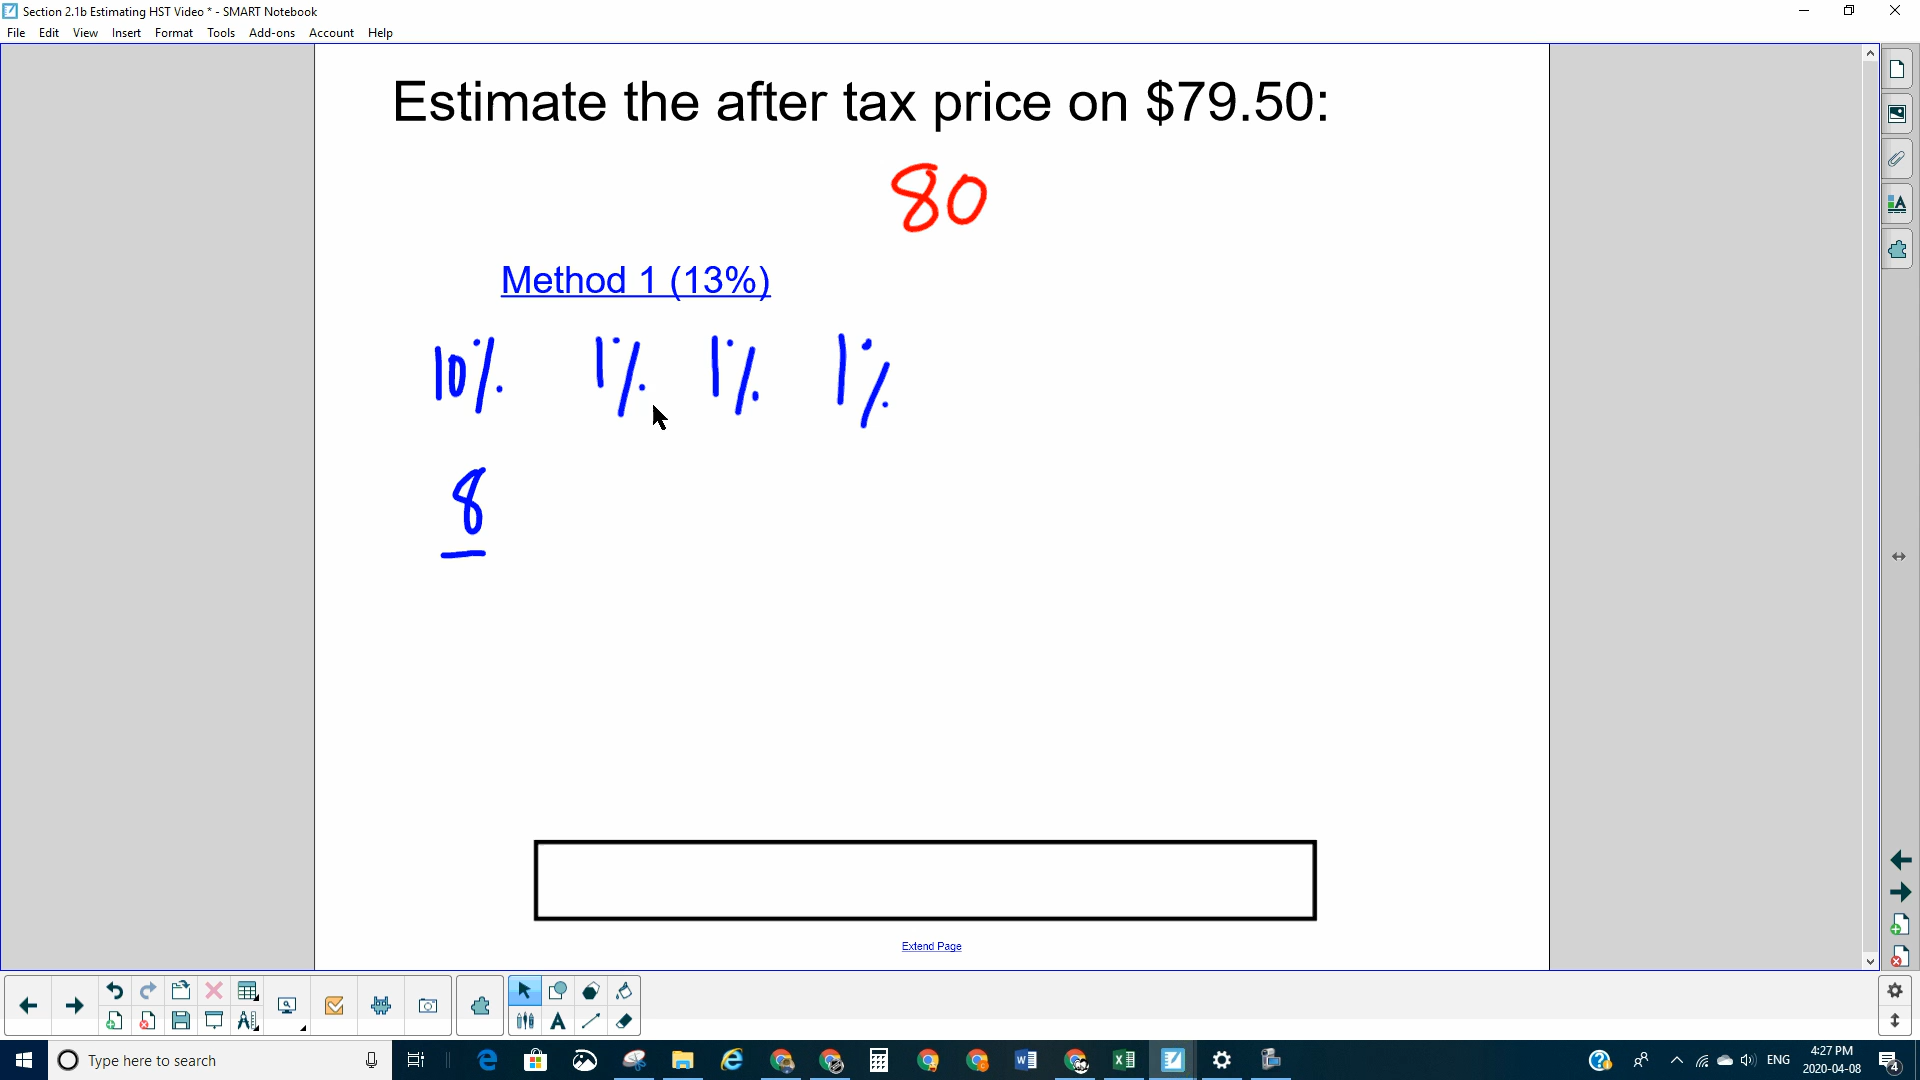 Section 2.1b Estimating HST Video * - SMART Notebook
File Edit View Insert Format Tools Add-ons Account Help
Estimate the after tax price on $79.50:
80
Method 1 (13%)
10% 1% 1% 1%
8
Extend Page
Type here to search
ENG
4:27 PM
2020-04-08
4